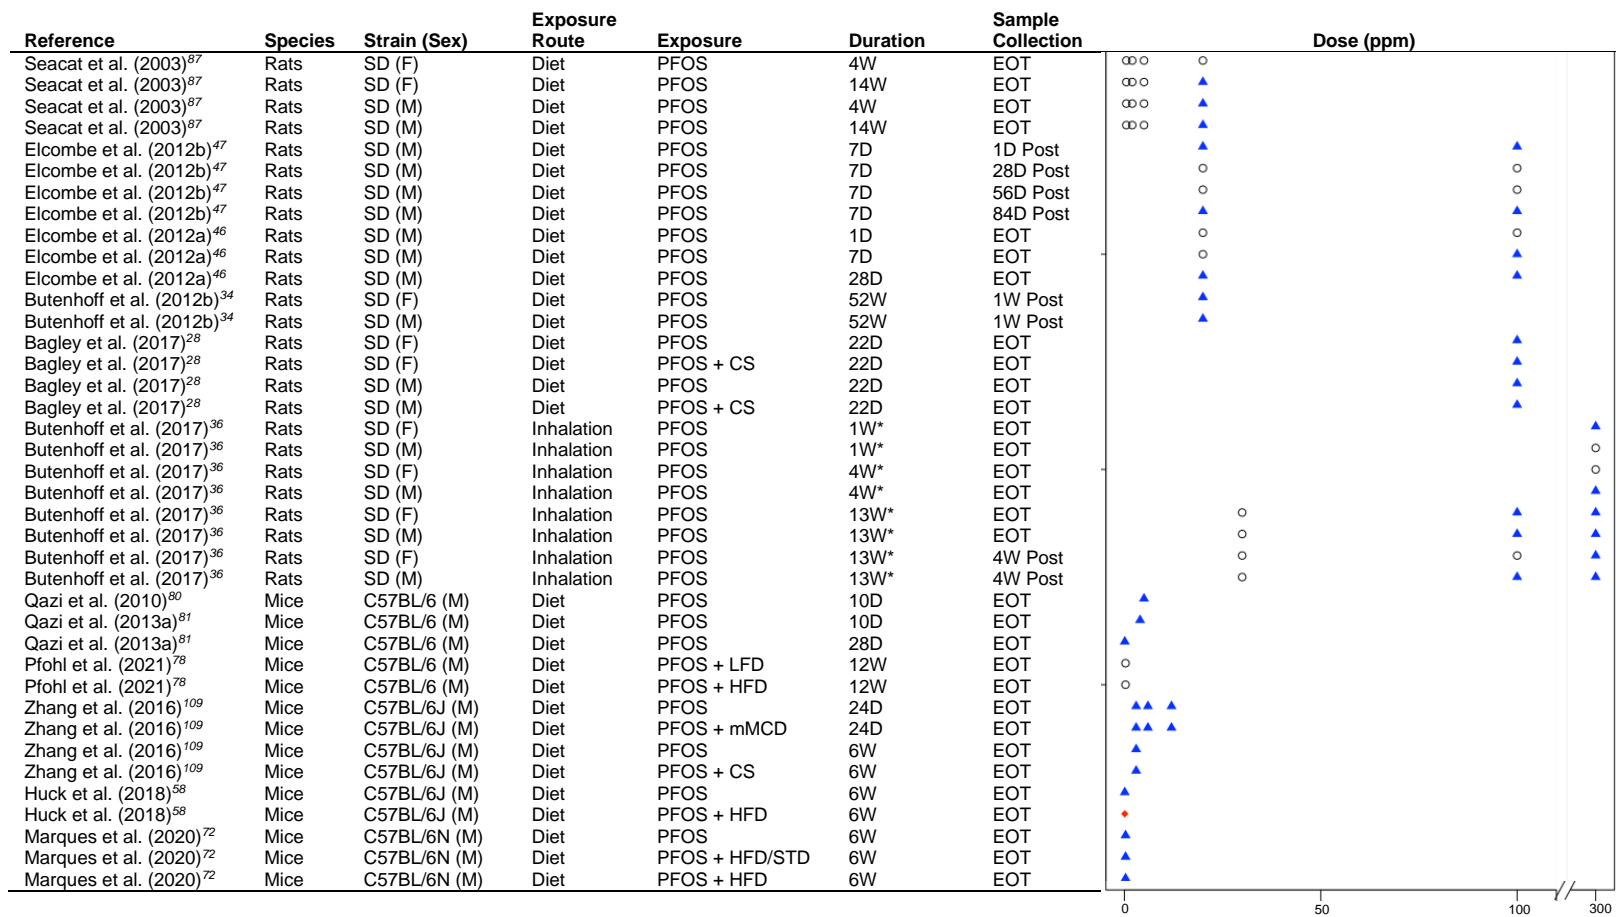 Exposure Sample
Reference Species Strain (Sex) Route Exposure Duration Collection Dose (ppm)
Seacat et al. (2003)87 Rats SD (F) Diet PFOS 4W EOT
Seacat et al. (2003)87 Rats SD (F) Diet PFOS 14W EOT
Seacat et al. (2003)87 Rats SD (M) Diet PFOS 4W EOT
Seacat et al. (2003)87 Rats SD (M) Diet PFOS 14W EOT
Elcombe et al. (2012b)47 Rats SD (M) Diet PFOS 7D 1D Post
Elcombe et al. (2012b)47 Rats SD (M) Diet PFOS 7D 28D Post
Elcombe et al. (2012b)47 Rats SD (M) Diet PFOS 7D 56D Post
Elcombe et al. (2012b)47 Rats SD (M) Diet PFOS 7D 84D Post
Elcombe et al. (2012a)46 Rats SD (M) Diet PFOS 1D EOT
Elcombe et al. (2012a)46 Rats SD (M) Diet PFOS 7D EOT
Elcombe et al. (2012a)46 Rats SD (M) Diet PFOS 28D EOT
Butenhoff et al. (2012b)34 Rats SD (F) Diet PFOS 52W 1W Post
Butenhoff et al. (2012b)34 Rats SD (M) Diet PFOS 52W 1W Post
Bagley et al. (2017)28 Rats SD (F) Diet PFOS 22D EOT
Bagley et al. (2017)28 Rats SD (F) Diet PFOS + CS 22D EOT
Bagley et al. (2017)28 Rats SD (M) Diet PFOS 22D EOT
Bagley et al. (2017)28 Rats SD (M) Diet PFOS + CS 22D EOT
Butenhoff et al. (2017)36 Rats SD (F) Inhalation PFOS 1W* EOT
Butenhoff et al. (2017)36 Rats SD (M) Inhalation PFOS 1W* EOT
Butenhoff et al. (2017)36 Rats SD (F) Inhalation PFOS 4W* EOT
Butenhoff et al. (2017)36 Rats SD (M) Inhalation PFOS 4W* EOT
Butenhoff et al. (2017)36 Rats SD (F) Inhalation PFOS 13W* EOT
Butenhoff et al. (2017)36 Rats SD (M) Inhalation PFOS 13W* EOT
Butenhoff et al. (2017)36 Rats SD (F) Inhalation PFOS 13W* 4W Post
Butenhoff et al. (2017)36 Rats SD (M) Inhalation PFOS 13W* 4W Post
Qazi et al. (2010)80 Mice C57BL/6 (M) Diet PFOS 10D EOT
Qazi et al. (2013a)81 Mice C57BL/6 (M) Diet PFOS 10D EOT
Qazi et al. (2013a)81 Mice C57BL/6 (M) Diet PFOS 28D EOT
Pfohl et al. (2021)78 Mice C57BL/6 (M) Diet PFOS + LFD 12W EOT
Pfohl et al. (2021)78 Mice C57BL/6 (M) Diet PFOS + HFD 12W EOT
Zhang et al. (2016)109 Mice C57BL/6J (M) Diet PFOS 24D EOT
Zhang et al. (2016)109 Mice C57BL/6J (M) Diet PFOS + mMCD 24D EOT
Zhang et al. (2016)109 Mice C57BL/6J (M) Diet PFOS 6W EOT
Zhang et al. (2016)109 Mice C57BL/6J (M) Diet PFOS + CS 6W EOT
Huck et al. (2018)58 Mice C57BL/6J (M) Diet PFOS 6W EOT
Huck et al. (2018)58 Mice C57BL/6J (M) Diet PFOS + HFD 6W EOT
Marques et al. (2020)72 Mice C57BL/6N (M) Diet PFOS 6W EOT
Marques et al. (2020)72 Mice C57BL/6N (M) Diet PFOS + HFD/STD 6W EOT
Marques et al. (2020)72 Mice C57BL/6N (M) Diet PFOS + HFD 6W EOT
0 50 100 300